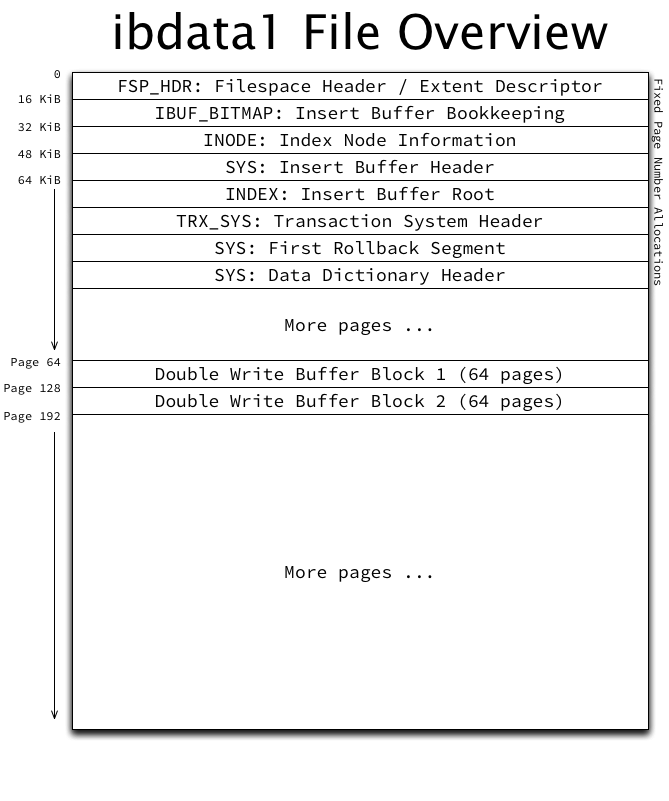 ibdata1 File Overview
0
FSP_HDR: Filespace Header / Extent Descriptor
16 KiB
IBUF_BITMAP: Insert Buffer Bookkeeping
32 KiB
INODE: Index Node Information
48 KiB
SYS: Insert Buffer Header
64 KiB
INDEX: Insert Buffer Root
TRX_SYS: Transaction System Header
SYS: First Rollback Segment
SYS: Data Dictionary Header
Fixed Page Number Allocations
More pages ...
Page 64
Double Write Buffer Block 1 (64 pages)
Page 128
Double Write Buffer Block 2 (64 pages)
Page 192
More pages ...